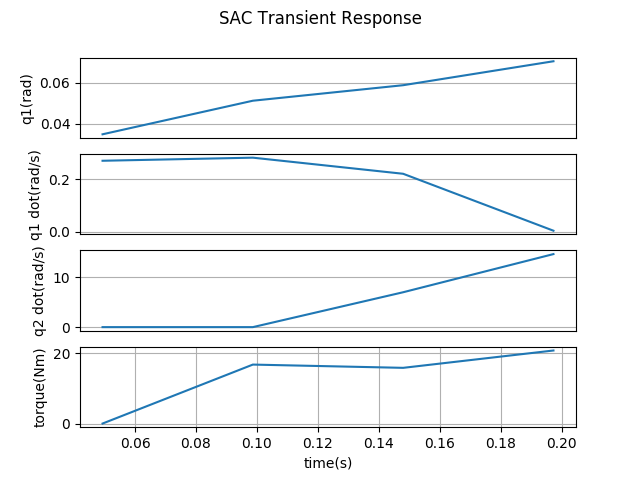 SAC Transient Response
q1(rad)
0.06
0.04
q1 dot(rad/s)
0.2
0.0
q2 dot(rad/s)
10
0
torque(Nm)
20
0
0.06 0.08 0.10 0.12 0.14 0.16 0.18 0.20
time(s)